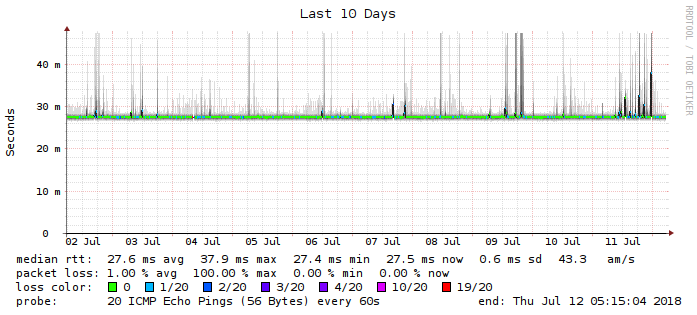 Last 10 Days
RRDTOOL / TOBI OETIKER
Seconds
40 m
30 m
20 m
10 m
0
02 Jul 03 Jul 04 Jul 05 Jul 06 Jul 07 Jul 08 Jul 09 Jul 10 Jul 11 Jul
median rtt: 27.6 ms avg 37.9 ms max 27.4 ms min 27.5 ms now 0.6 ms sd 43.3 am/s
packet loss: 1.00 % avg 100.00 % max 0.00 % min 0.00 % now
loss color: 0 1/20 2/20 3/20 4/20 10/20 19/20
probe: 20 ICMP Echo Pings (56 Bytes) every 60s end: Thu Jul 12 05:15:04 2018